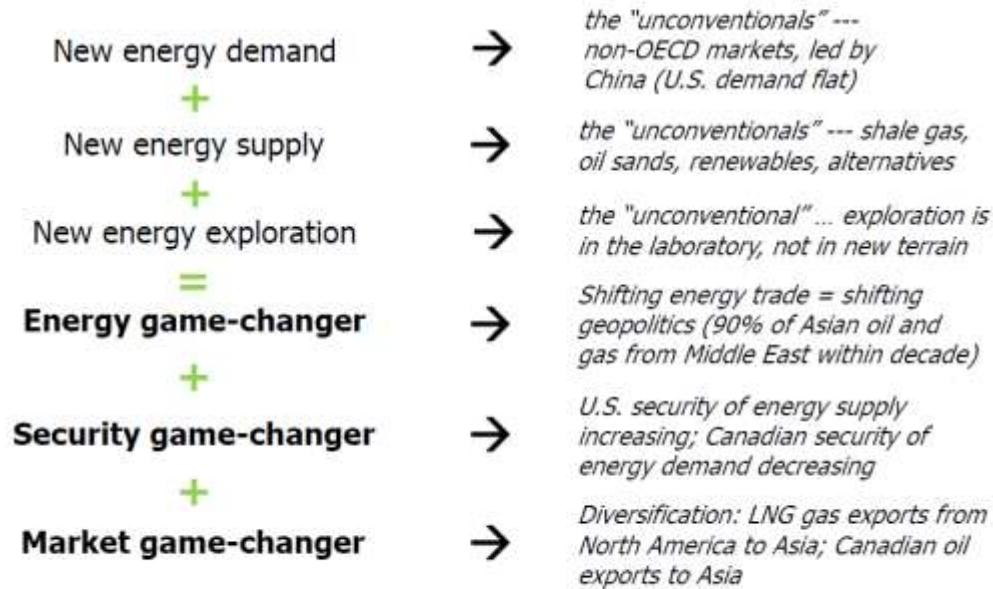 New energy demand → the “unconventionals” ---
non-OECD markets, led by
China (U.S. demand flat)
+
New energy supply → the “unconventionals” --- shale gas,
oil sands, renewables, alternatives
+
New energy exploration → the “unconventional” ... exploration is
in the laboratory, not in new terrain
=
Energy game-changer → Shifting energy trade = shifting
geopolitics (90% of Asian oil and
gas from Middle East within decade)
+
Security game-changer → U.S. security of energy supply
increasing; Canadian security of
energy demand decreasing
+
Market game-changer → Diversification: LNG gas exports from
North America to Asia; Canadian oil
exports to Asia